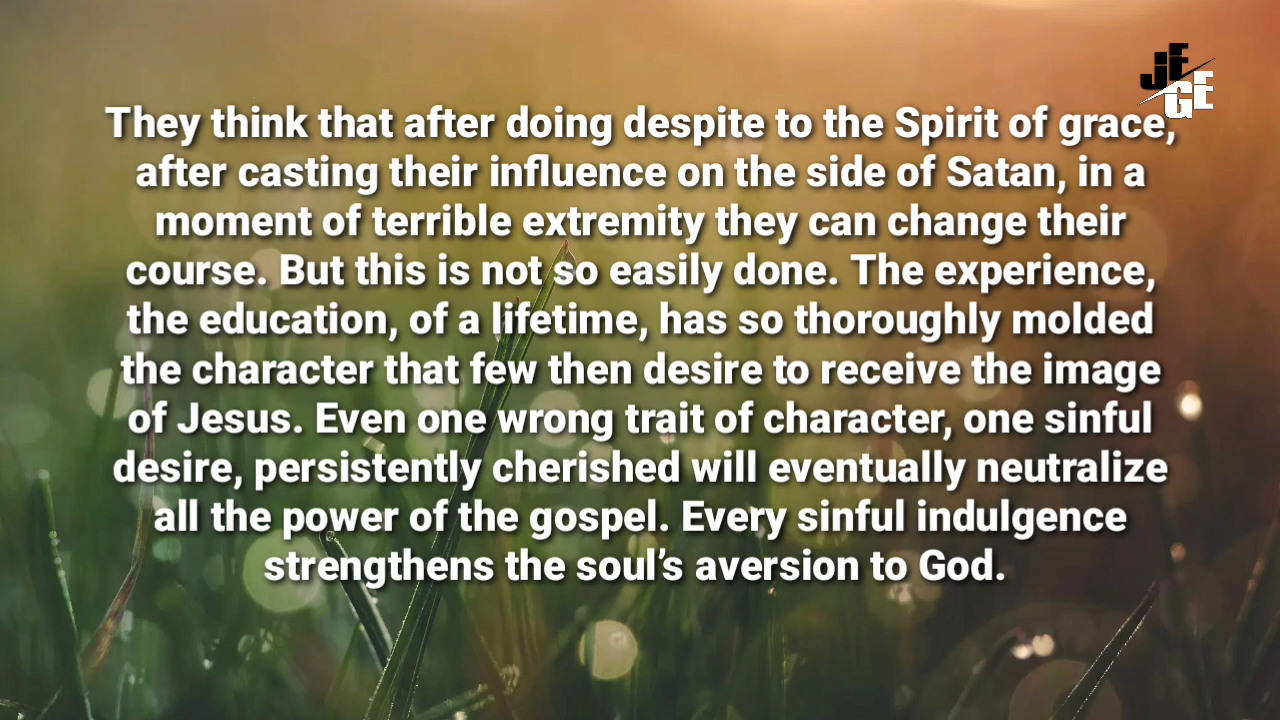 JF
GF
They think that after doing despite to the Spirit of grace,
after casting their influence on the side of Satan, in a
moment of terrible extremity they can change their
course. But this is not so easily done. The experience,
the education, of a lifetime, has so thoroughly molded
the character that few then desire to receive the image
of Jesus. Even one wrong trait of character, one sinful
desire, persistently cherished will eventually neutralize
all the power of the gospel. Every sinful indulgence
strengthens the soul’s aversion to God.